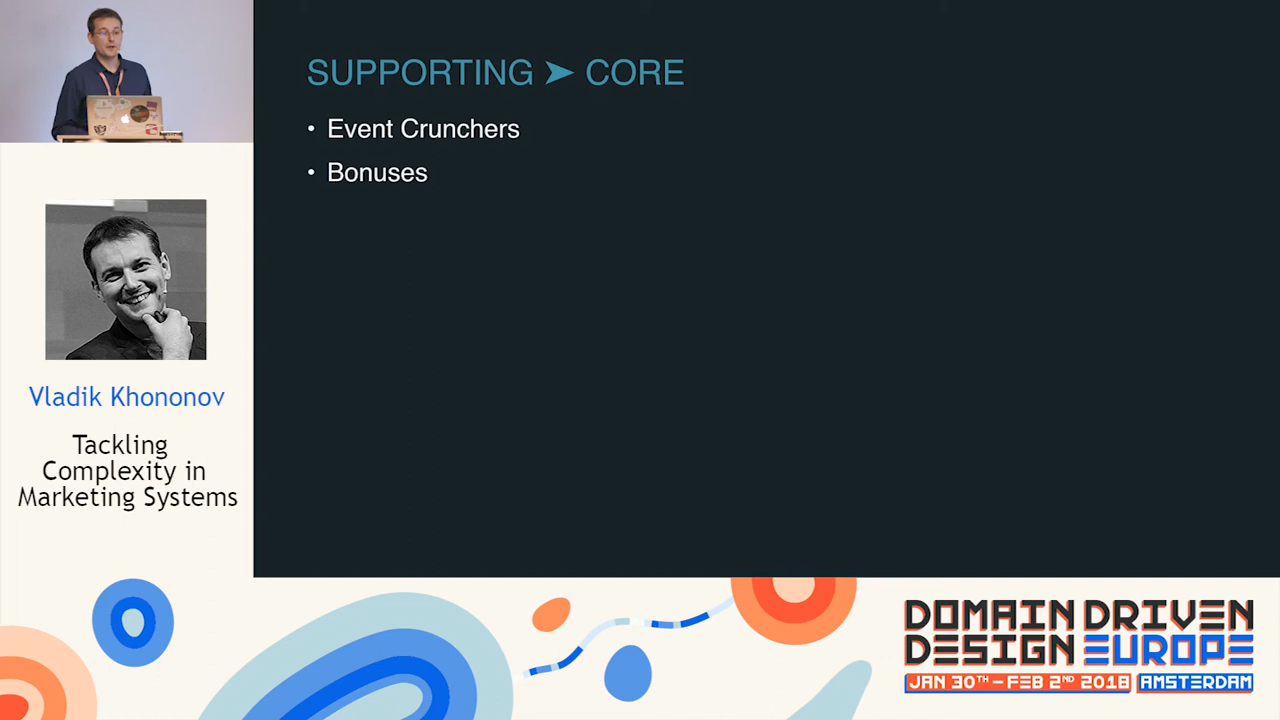 SUPPORTING ➤ CORE
• Event Crunchers
• Bonuses
Vladik Khononov
Tackling
Complexity in
Marketing Systems
DOMAIN DRIVEN
DESIGN EUROPE
JAN 30TH - FEB 2ND 2018 AMSTERDAM